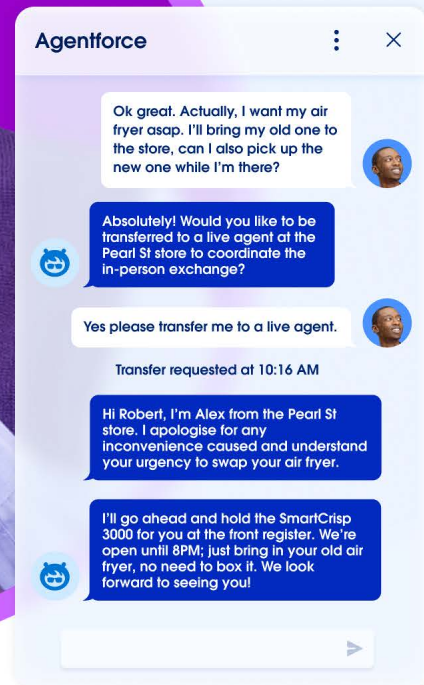 Agentforce
Ok great. Actually, I want my air
fryer asap. I'll bring my old one to
the store, can I also pick up the
new one while I'm there?
Absolutely! Would you like to be
transferred to a live agent at the
Pearl St store to coordinate the
in-person exchange?
Yes please transfer me to a live agent.
Transfer requested at 10:16 AM
Hi Robert, I'm Alex from the Pearl St
store. I apologise for any
inconvenience caused and understand
your urgency to swap your air fryer.
I'll go ahead and hold the SmartCrisp
3000 for you at the front register. We're
open until 8PM; just bring in your old air
fryer, no need to box it. We look
forward to seeing you!